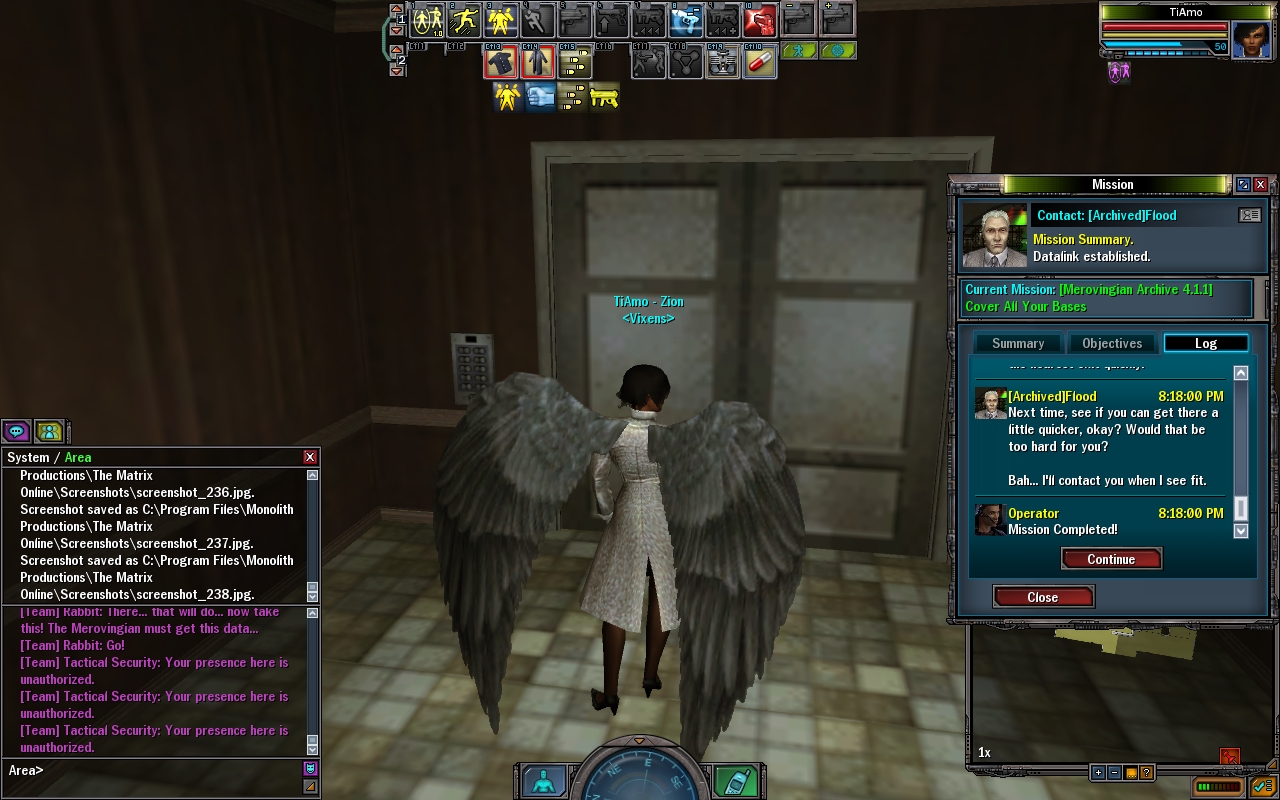 1
2
1.0
TiAmo
50
TiAmo - Zion
<Vixens>
Mission
Contact: [Archived]Flood
Mission Summary.
Datalink established.
Current Mission: [Merovingian Archive 4.1.1]
Cover All Your Bases
Summary
Objectives
Log
[Archived]Flood 8:18:00 PM
Next time, see if you can get there a
little quicker, okay? Would that be
too hard for you?
Bah... I'll contact you when I see fit.
Operator 8:18:00 PM
Mission Completed!
Continue
Close
1x
System / Area
Productions\The Matrix
Online\Screenshots\screenshot_236.jpg.
Screenshot saved as C:\Program Files\Monolith
Productions\The Matrix
Online\Screenshots\screenshot_237.jpg.
Screenshot saved as C:\Program Files\Monolith
Productions\The Matrix
Online\Screenshots\screenshot_238.jpg.
[Team] Rabbit: There... that will do... now take
this! The Merovingian must get this data...
[Team] Rabbit: Go!
[Team] Tactical Security: Your presence here is
unauthorized.
[Team] Tactical Security: Your presence here is
unauthorized.
[Team] Tactical Security: Your presence here is
unauthorized.
Area>
NE
E
SE